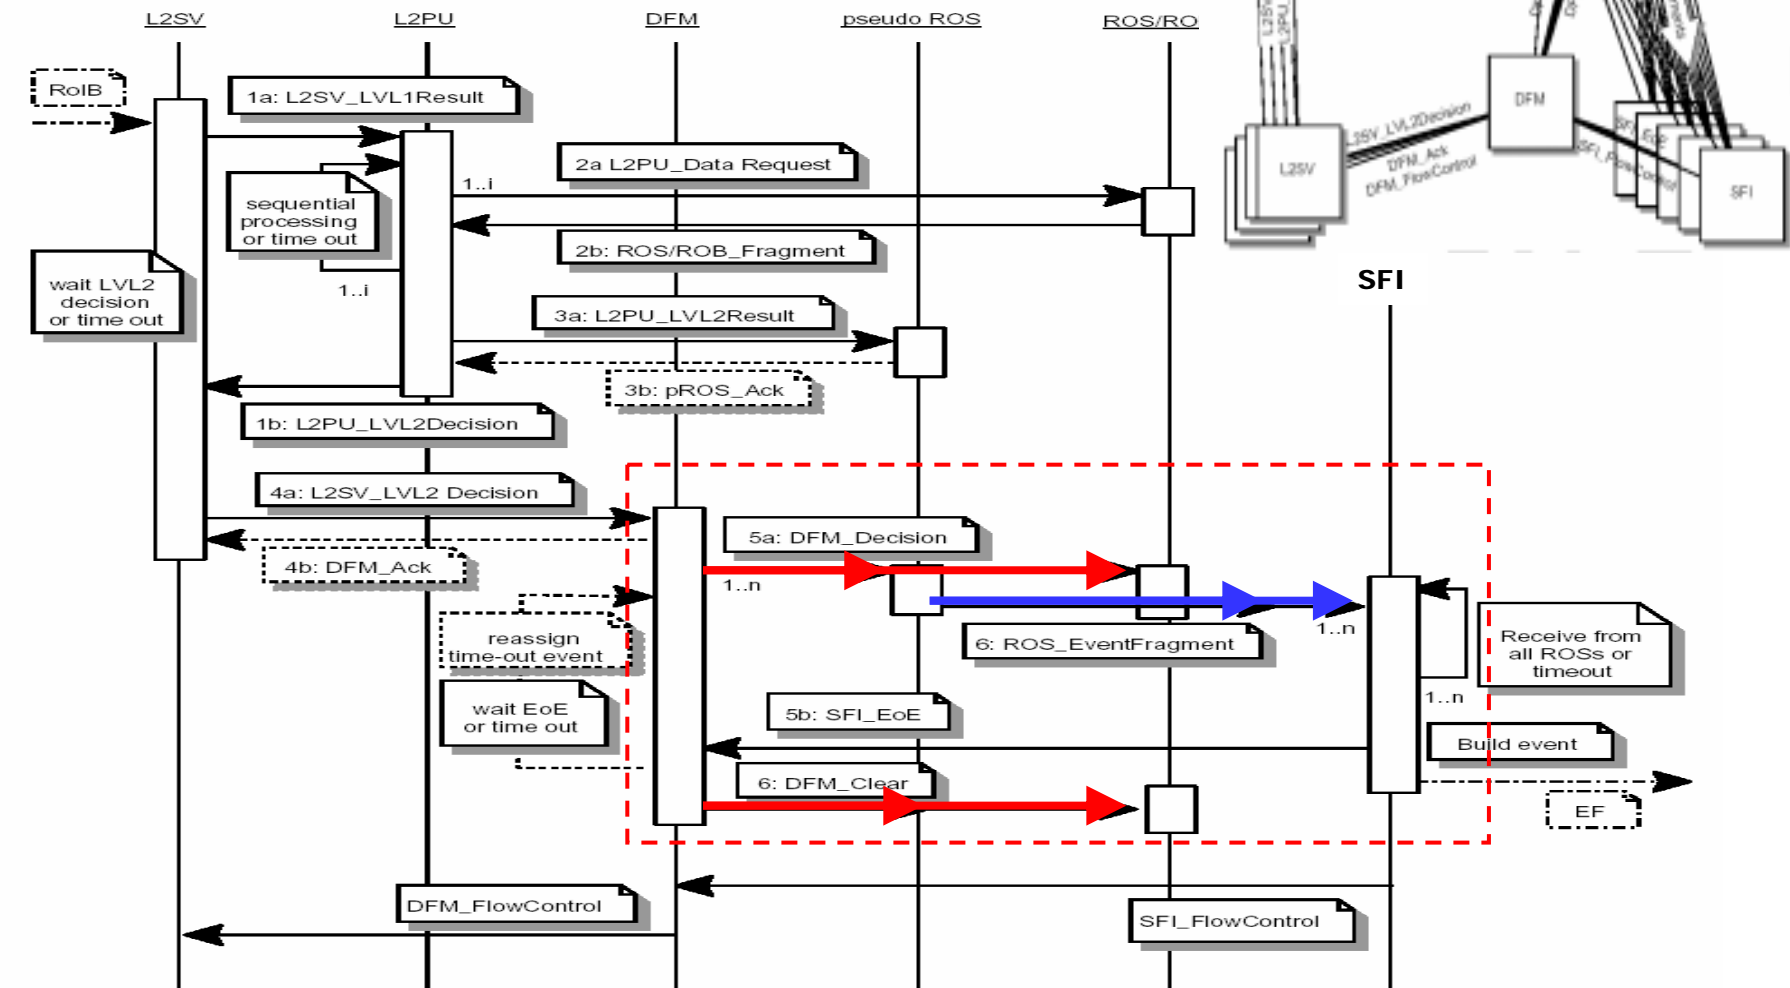 L2SV
L2PU
DFM
pseudo ROS
ROS/RO
RoIB
1a: L2SV_LVL1Result
2a L2PU_Data Request
1..i
sequential
processing
or time out
1..i
2b: ROS/ROB_Fragment
wait LVL2
decision
or time out
3a: L2PU_LVL2Result
3b: pROS_Ack
1b: L2PU_LVL2Decision
4a: L2SV_LVL2 Decision
4b: DFM_Ack
5a: DFM_Decision
1..n
reassign
time-out event
6: ROS_EventFragment
1..n
Receive from
all ROSs or
timeout
1..n
wait EoE
or time out
5b: SFI_EoE
Build event
6: DFM_Clear
EF
DFM_FlowControl
SFI_FlowControl
SFI
L2SV
L2PU_
DFM
L2SV_LVL2Decision
DFM_Ack
DFM_FlowControl
SFI_EoE
SFI_FlowControl
L2SV
SFI